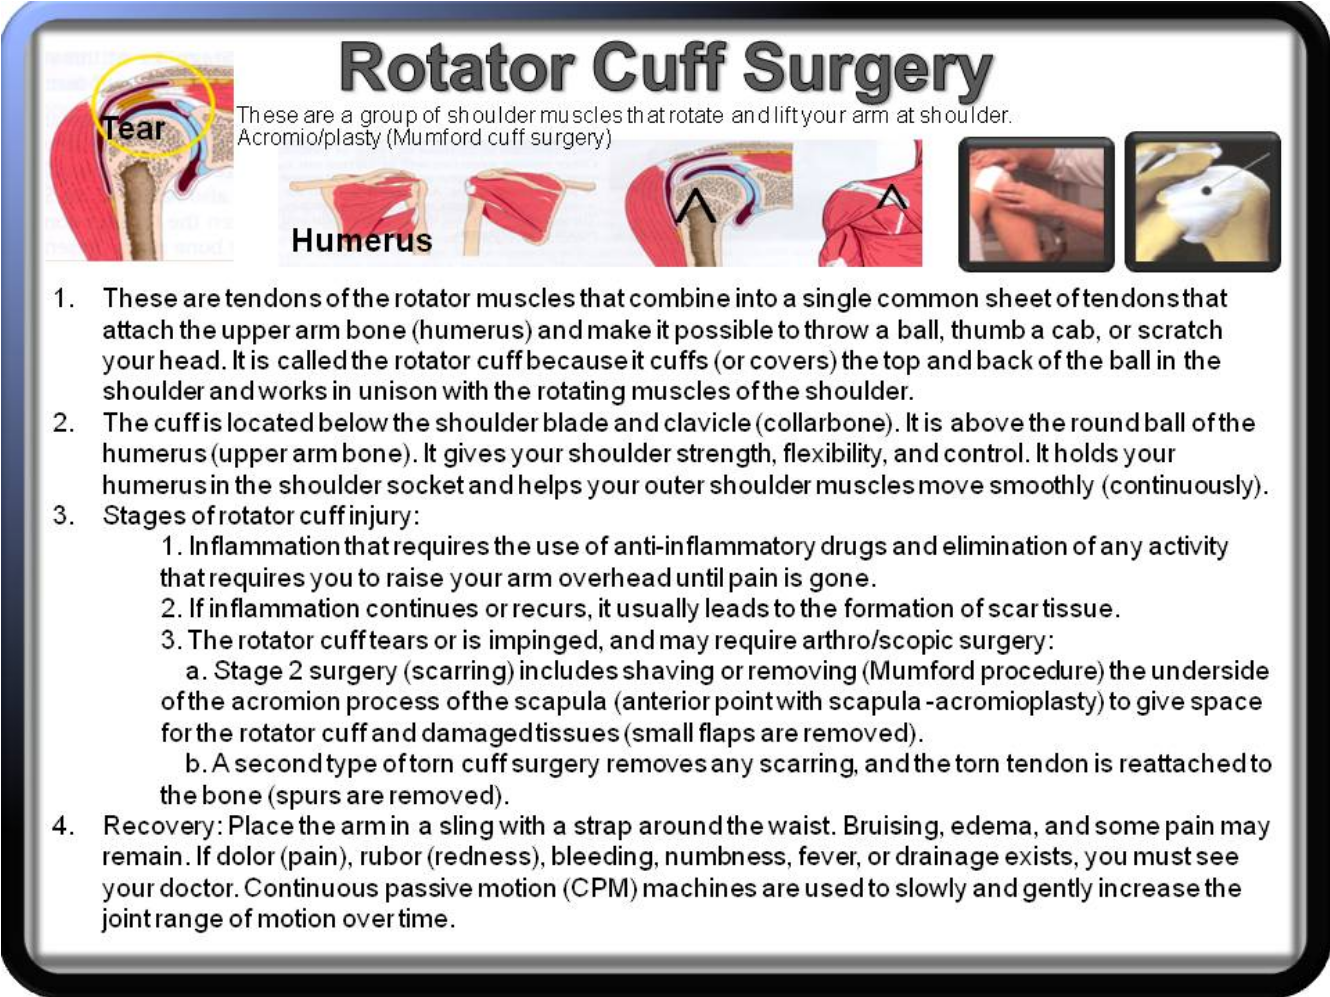 Rotator Cuff Surgery
These are a group of shoulder muscles that rotate and lift your arm at shoulder.
Acromio/plasty (Mumford cuff surgery)
Tear
Humerus
1. These are tendons of the rotator muscles that combine into a single common sheet of tendons that
attach the upper arm bone (humerus) and make it possible to throw a ball, thumb a cab, or scratch
your head. It is called the rotator cuff because it cuffs (or covers) the top and back of the ball in the
shoulder and works in unison with the rotating muscles of the shoulder.
2. The cuff is located below the shoulder blade and clavicle (collarbone). It is above the round ball of the
humerus (upper arm bone). It gives your shoulder strength, flexibility, and control. It holds your
humerus in the shoulder socket and helps your outer shoulder muscles move smoothly (continuously).
3. Stages of rotator cuff injury:
1. Inflammation that requires the use of anti-inflammatory drugs and elimination of any activity
that requires you to raise your arm overhead until pain is gone.
2. If inflammation continues or recurs, it usually leads to the formation of scar tissue.
3. The rotator cuff tears or is impinged, and may require arthro/scopic surgery:
a. Stage 2 surgery (scarring) includes shaving or removing (Mumford procedure) the underside
of the acromion process of the scapula (anterior point with scapula -acromioplasty) to give space
for the rotator cuff and damaged tissues (small flaps are removed).
b. A second type of torn cuff surgery removes any scarring, and the torn tendon is reattached to
the bone (spurs are removed).
4. Recovery: Place the arm in a sling with a strap around the waist. Bruising, edema, and some pain may
remain. If dolor (pain), rubor (redness), bleeding, numbness, fever, or drainage exists, you must see
your doctor. Continuous passive motion (CPM) machines are used to slowly and gently increase the
joint range of motion over time.